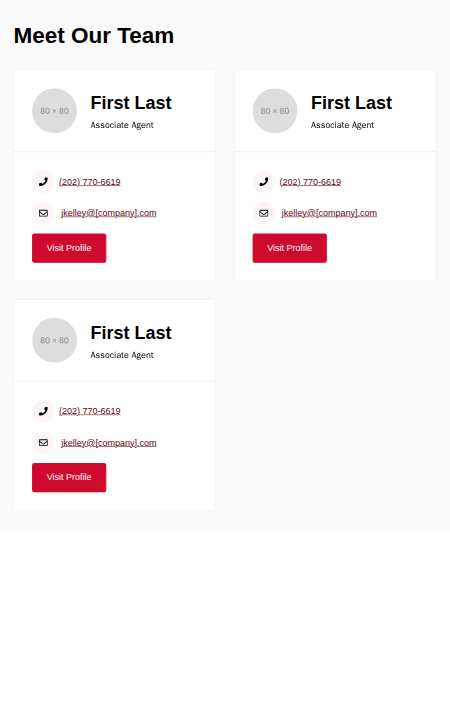 Meet Our Team
80 × 80
First Last
Associate Agent
(202) 770-6619
jkelley@[company].com
Visit Profile
80 × 80
First Last
Associate Agent
(202) 770-6619
jkelley@[company].com
Visit Profile
80 × 80
First Last
Associate Agent
(202) 770-6619
jkelley@[company].com
Visit Profile